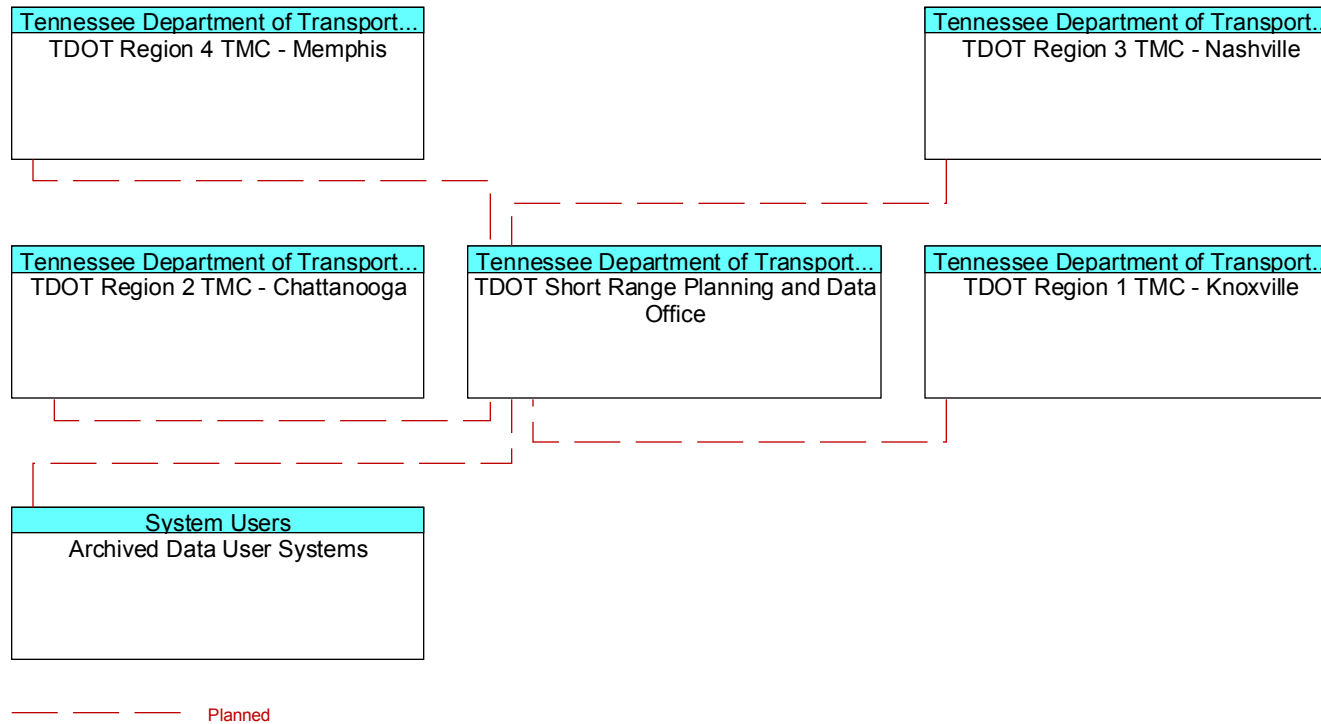 Tennessee Department of Transport...
TDOT Region 4 TMC - Memphis
Tennessee Department of Transport...
TDOT Region 3 TMC - Nashville
Tennessee Department of Transport...
TDOT Region 2 TMC - Chattanooga
Tennessee Department of Transport...
TDOT Short Range Planning and Data
Office
Tennessee Department of Transport...
TDOT Region 1 TMC - Knoxville
System Users
Archived Data User Systems
Planned